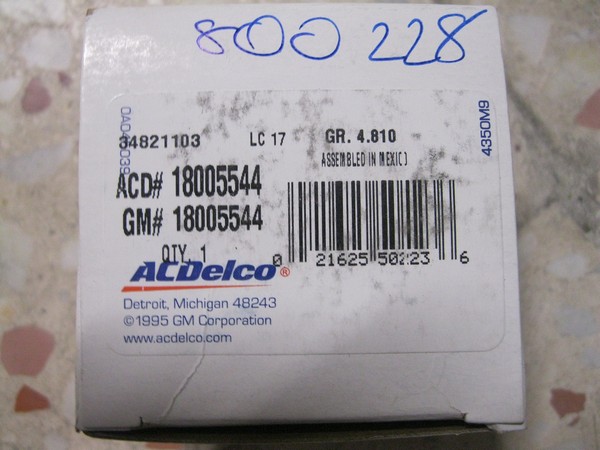 800 228
34821103 LC 17 GR. 4.810
ASSEMBLED IN MEXICO
4350M9
ACD# 18005544
GM# 18005544
QTY. 1
0 21625 50223 6
ACDelco®
Detroit, Michigan 48243
©1995 GM Corporation
www.acdelco.com